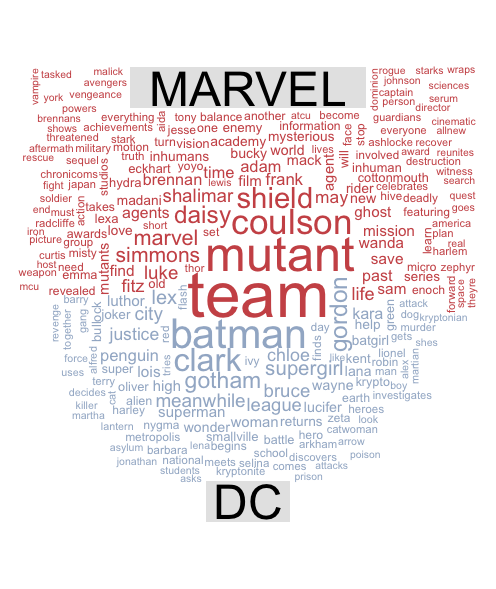 MARVEL
vampire tasked malick avengers rogue starks wraps
york vengeance powers dominion captain johnson person serum sciences director
brennans everything aida tony balance another atcu become guardians cinematic
shows achievements jesse one enemy information face stop everyone allnew
threatened stark action turn vision academy mysterious lives will ashlocke recover
aftermath military motion bucky world agent involved award reunites
rescue sequel studios truth inhumans yoyo time adam mack inhuman destruction
chronicoms eckhart lewis film frank cottonmouth witness
fight japan hydra brennan shalimar shield may rider celebrates search
soldier takes madani daisy new hive deadly quest
end must lexa agents short set coulson ghost featuring goes
radcliffe awards love marvel mission learn america
iron group mutants simmons mutant wanda plan
picture misty find luke thor save real harlem
curtis emma old past series micro zephyr
host need fitz team life sam enoch forward space theyre
weapon revealed
mcu
barry luthor lex flash gordon kara attack
revenge together gang bullock joker city batman day help green dog kryptonian
justice red finds batgirl gets murder
force alfred penguin tries clark ivy chloe like kent lionel shes
uses super lois supergirl lana robin man alex martian
terry oliver high gotham bruce wayne krypto boy
decides cat alien meanwhile league lucifer earth investigates
killer harley superman heroes
martha nygma wonder woman returns zeta look
lantern metropolis smallville battle hero catwoman
asylum barbara lena begins arkham arrow
jonathan national meets selina school discovers poison
students kryptonite comes attacks
asks prison
DC